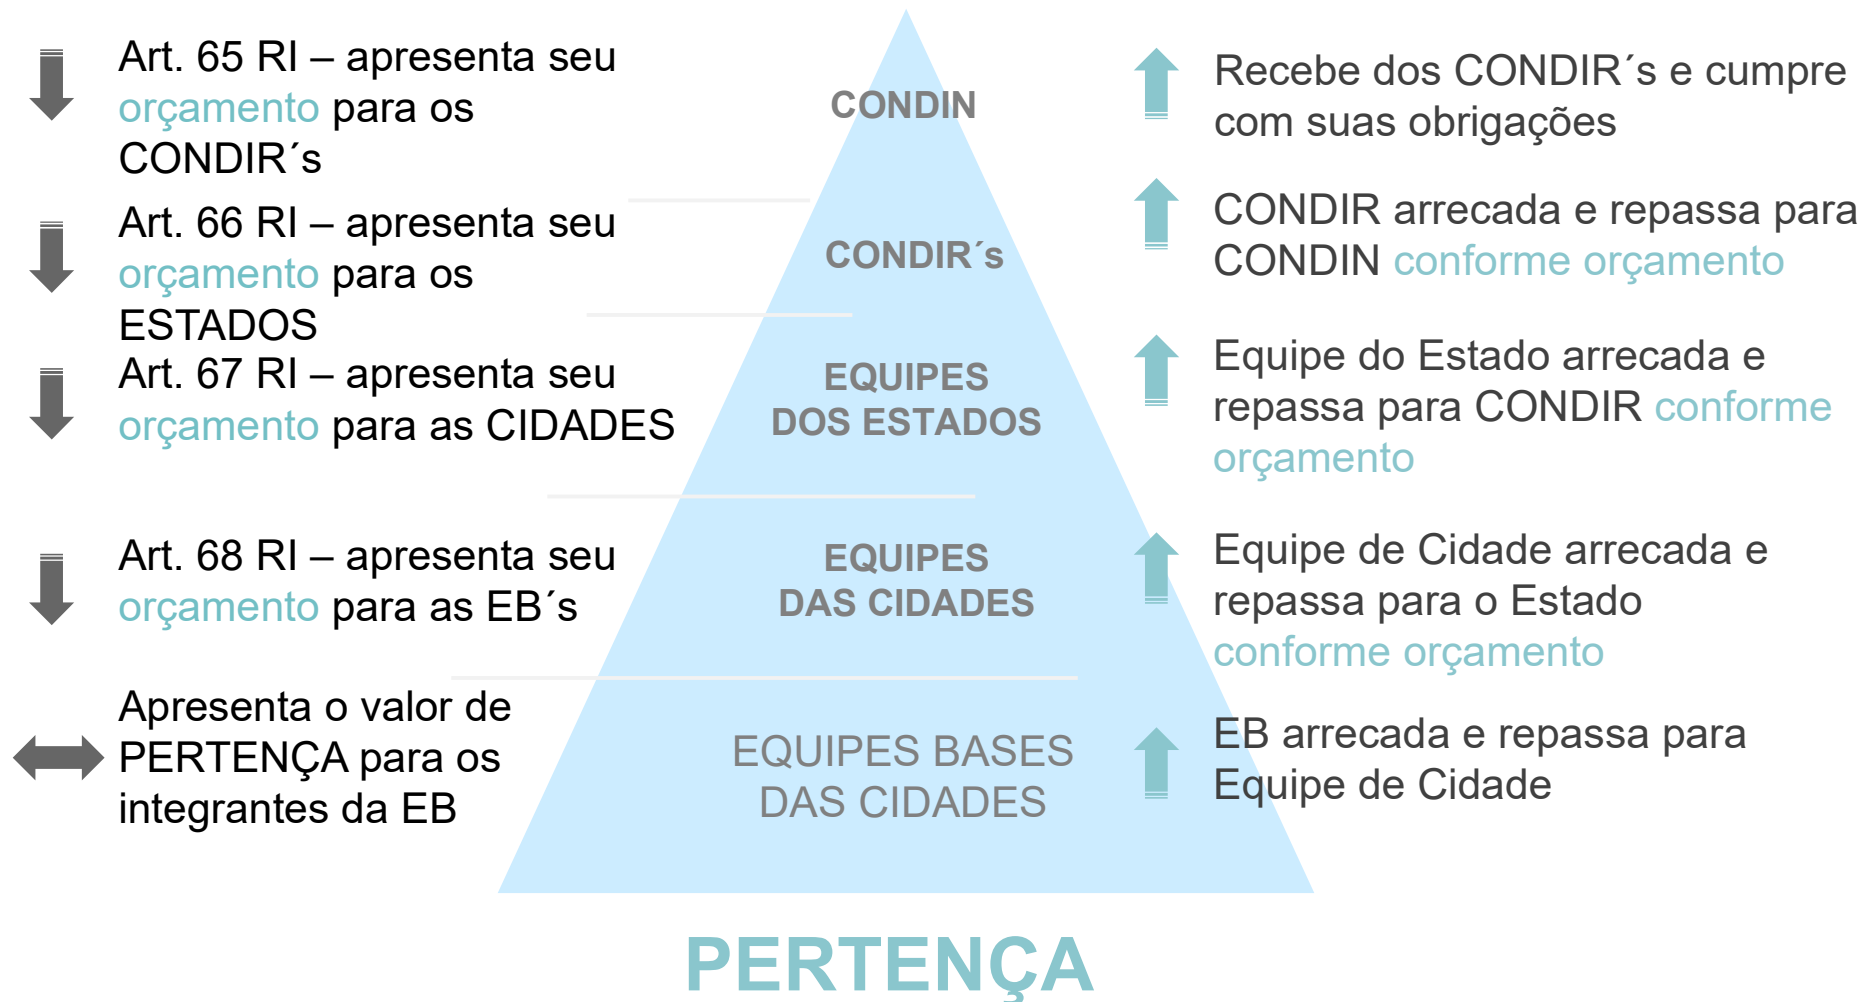 Art. 65 RI – apresenta seu
orçamento para os
CONDIR´s
CONDIN
Recebe dos CONDIR´s e cumpre
com suas obrigações
Art. 66 RI – apresenta seu
orçamento para os
ESTADOS
CONDIR´s
CONDIR arrecada e repassa para
CONDIN conforme orçamento
Art. 67 RI – apresenta seu
orçamento para as CIDADES
EQUIPES
DOS ESTADOS
Equipe do Estado arrecada e
repassa para CONDIR conforme
orçamento
Art. 68 RI – apresenta seu
orçamento para as EB´s
EQUIPES
DAS CIDADES
Equipe de Cidade arrecada e
repassa para o Estado
conforme orçamento
Apresenta o valor de
PERTENÇA para os
integrantes da EB
EQUIPES BASES
DAS CIDADES
EB arrecada e repassa para
Equipe de Cidade
PERTENÇA